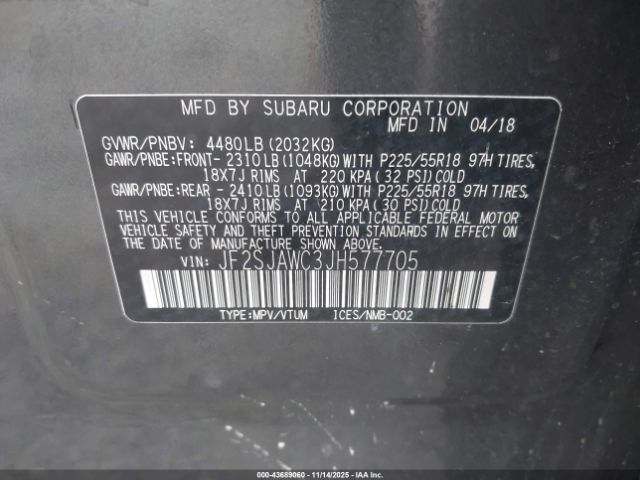 MFD BY SUBARU CORPORATION
MFD IN 04/18
GVWR/PNBV: 4480LB(2032KG)
GAWR/PNBE:FRONT- 2310LB(1048KG)WITH P225/55R18 97H TIRES,
18X7J RIMS AT 220 KPA(32 PSI)COLD
GAWR/PNBE:REAR - 2410LB(1093KG)WITH P225/55R18 97H TIRES,
18X7J RIMS AT 210 KPA(30 PSI)COLD
THIS VEHICLE CONFORMS TO ALL APPLICABLE FEDERAL MOTOR
VEHICLE SAFETY AND THEFT PREVENTION STANDARDS IN EFFECT
ON THE DATE OF MANUFACTURE SHOWN ABOVE.
VIN: JF2SJAWC3JH577705
TYPE:MPV/VTUM ICES/NMB-002
000-43689060 - 11/14/2025 - IAAI.COM